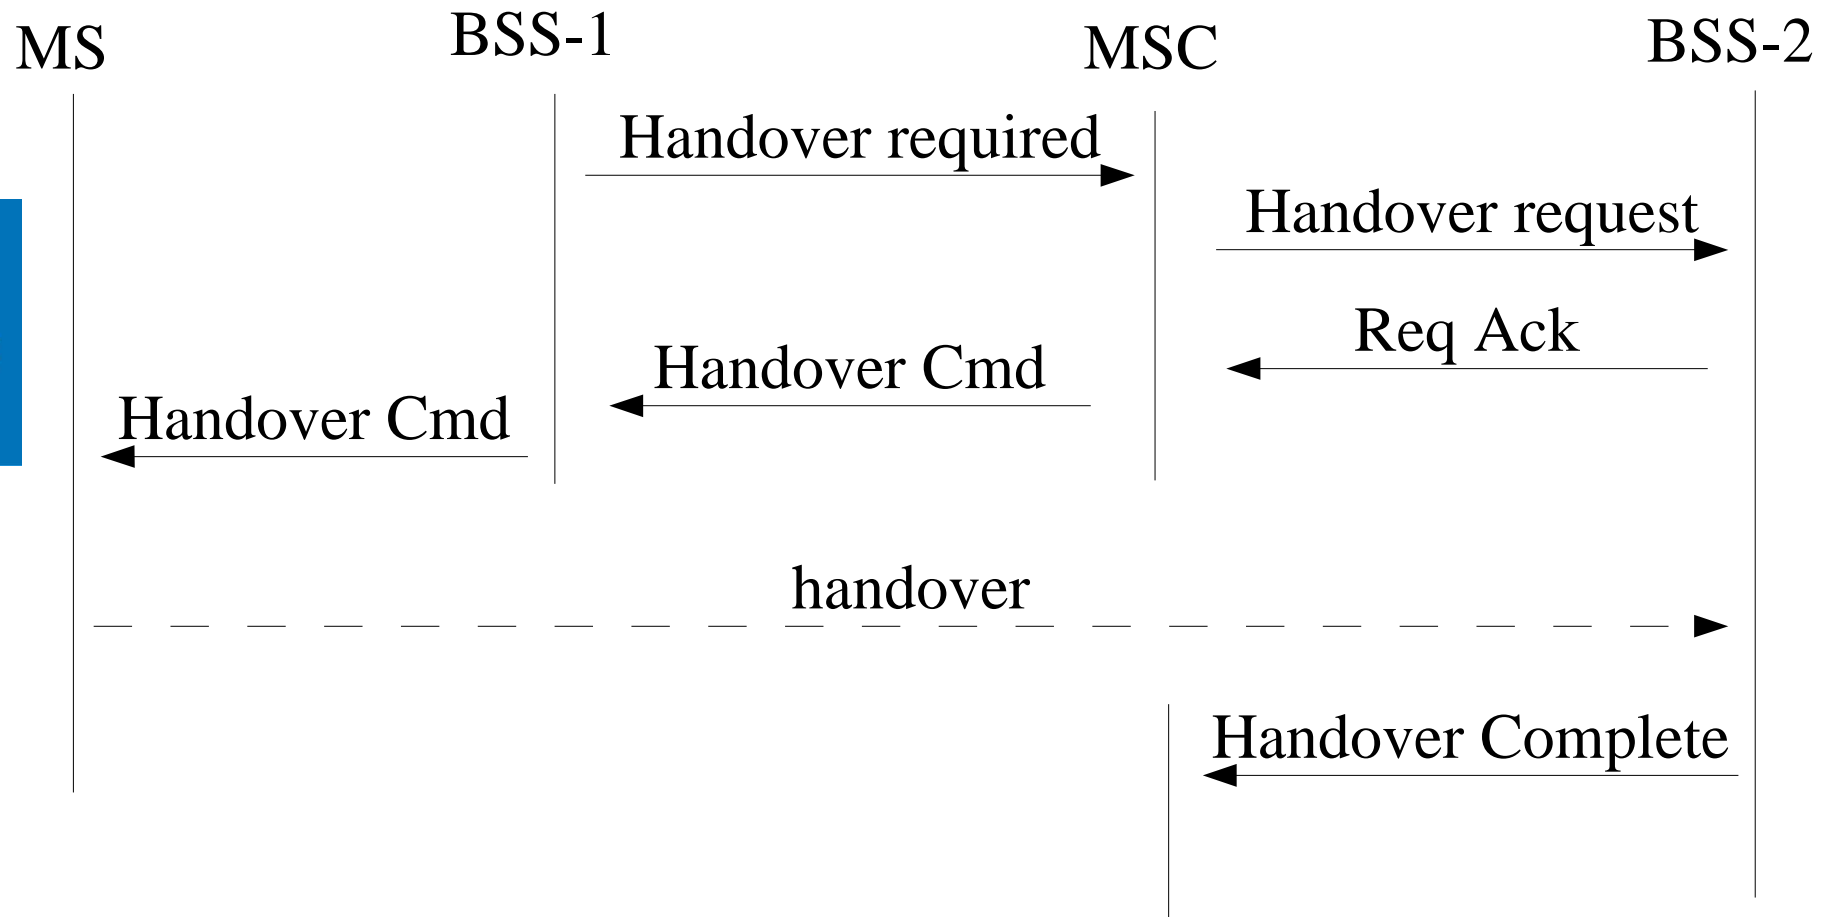 MS
BSS-1
MSC
BSS-2
Handover required
Handover request
Req Ack
Handover Cmd
Handover Cmd
handover
Handover Complete